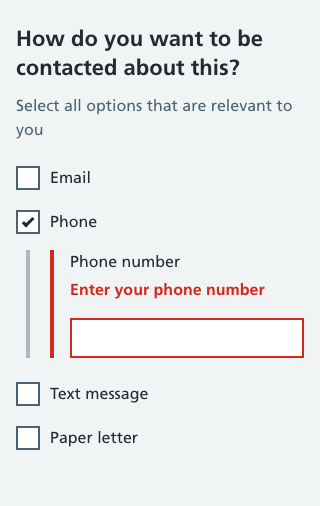 How do you want to be
contacted about this?
Select all options that are relevant to
you
Email
Phone
Phone number
Enter your phone number
Text message
Paper letter